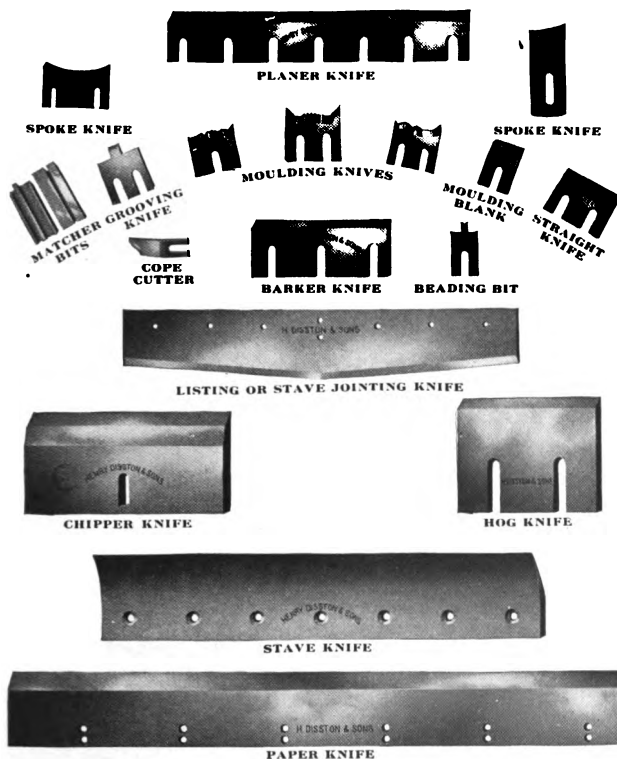 PLANER KNIFE
SPOKE KNIFE
SPOKE KNIFE
MOULDING KNIVES
MATCHER
BITS
GROOVING
KNIFE
MOULDING
BLANK
STRAIGHT
KNIFE
COPE
CUTTER
BARKER KNIFE
BEADING BIT
H. DISSTON & SONS
LISTING OR STAVE JOINTING KNIFE
HENRY DISSTON & SONS
CHIPPER KNIFE
H. DISSTON & SONS
HOG KNIFE
HENRY DISSTON & SONS
STAVE KNIFE
H. DISSTON & SONS
PAPER KNIFE